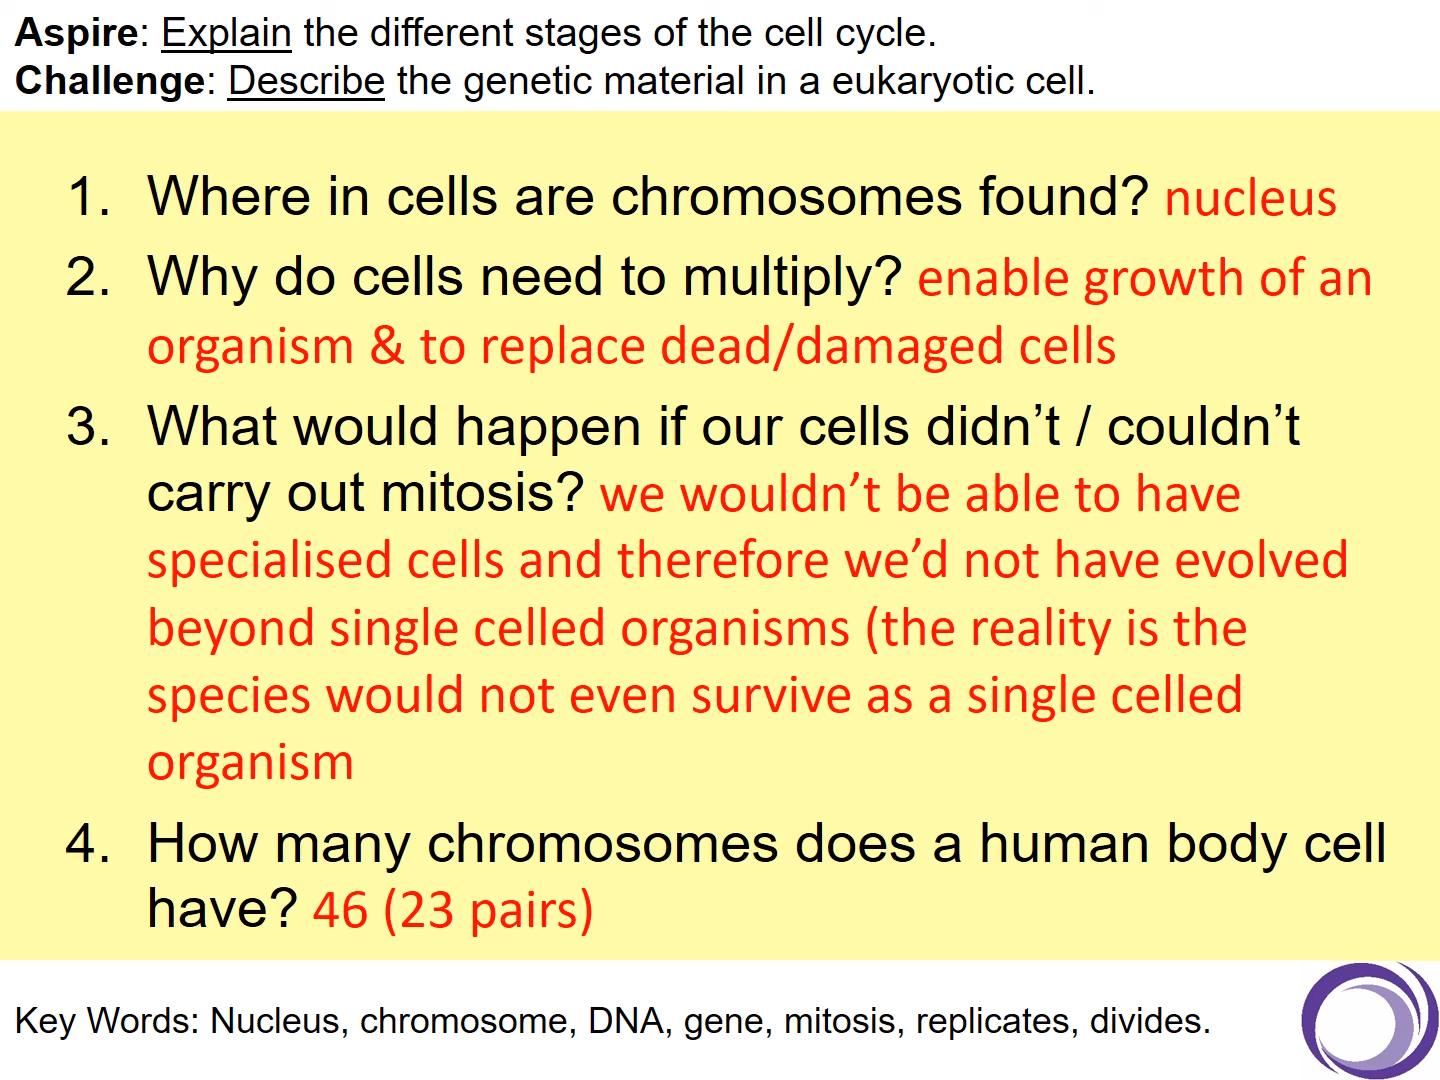 Aspire: Explain the different stages of the cell cycle.
Challenge: Describe the genetic material in a eukaryotic cell.
1. Where in cells are chromosomes found? nucleus
2. Why do cells need to multiply? enable growth of an
organism & to replace dead/damaged cells
3. What would happen if our cells didn’t / couldn’t
carry out mitosis? we wouldn’t be able to have
specialised cells and therefore we’d not have evolved
beyond single celled organisms (the reality is the
species would not even survive as a single celled
organism
4. How many chromosomes does a human body cell
have? 46 (23 pairs)
Key Words: Nucleus, chromosome, DNA, gene, mitosis, replicates, divides.